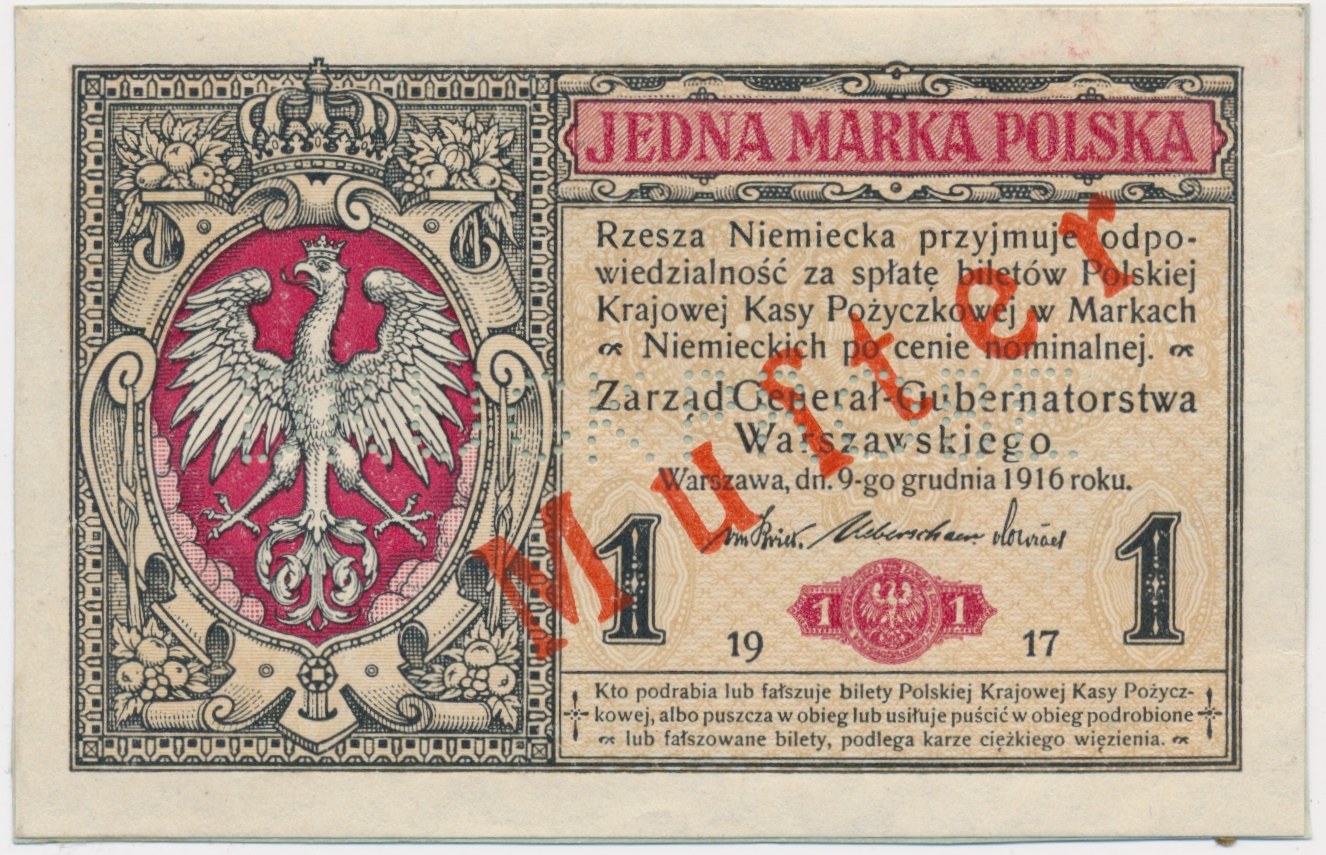 JEDNA MARKA POLSKA
Rzesza Niemiecka przyjmuje odpo-
wiedzialność za spłatę biletów Polskiej
Krajowej Kasy Pożyczkowej w Markach
Niemieckich po cenie nominalnej.
Zarząd Generał-Gubernatorstwa
Warszawskiego
Warszawa, dn. 9-go grudnia 1916 roku.
Muſter
1 1
1 1
19 17
Kto podrabia lub fałszuje bilety Polskiej Krajowej Kasy Pożycz-
kowej, albo puszcza w obieg lub usiłuje puścić w obieg podrobione
lub fałszowane bilety, podlega karze ciężkiego więzienia.